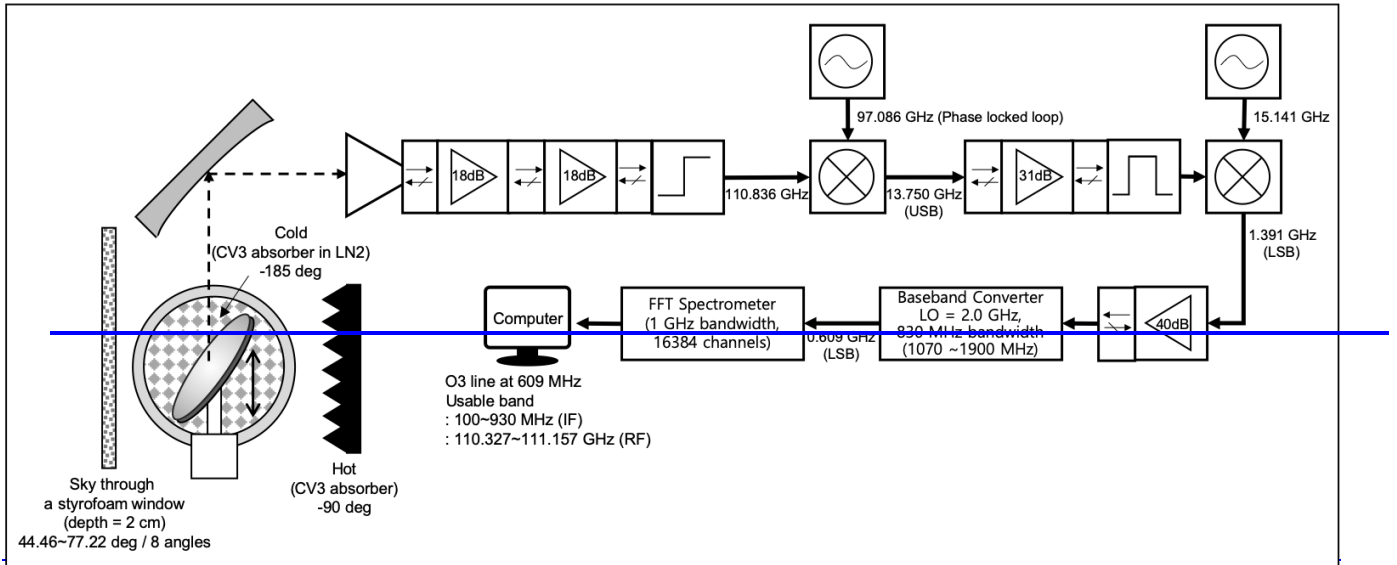 97.086 GHz (Phase locked loop)
15.141 GHz
18dB
18dB
110.836 GHz
13.750 GHz
(USB)
31dB
1.391 GHz
(LSB)
Cold
(CV3 absorber in LN2)
-185 deg
Computer
FFT Spectrometer
(1 GHz bandwidth,
16384 channels)
0.609 GHz
(LSB)
Baseband Converter
LO = 2.0 GHz,
830 MHz bandwidth
(1070 ~1900 MHz)
40dB
O3 line at 609 MHz
Usable band
: 100~930 MHz (IF)
: 110.327~111.157 GHz (RF)
Hot
(CV3 absorber)
-90 deg
Sky through
a styrofoam window
(depth = 2 cm)
44.46~77.22 deg / 8 angles